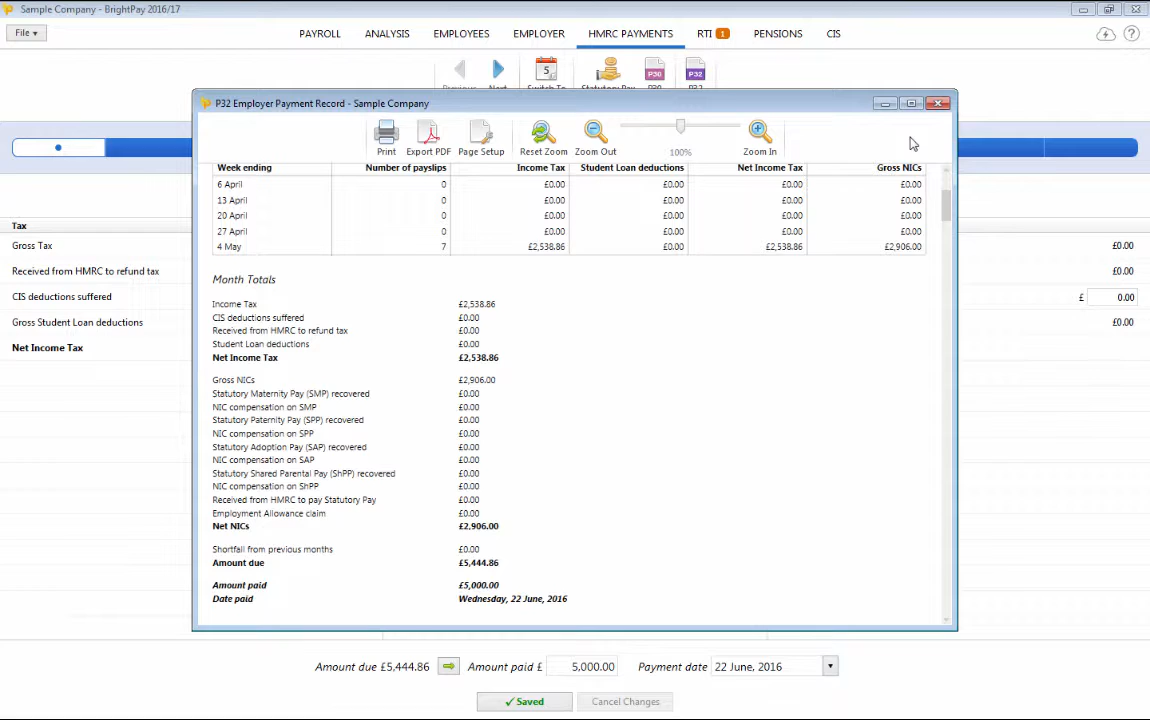 Sample Company - BrightPay 2016/17
File
PAYROLL ANALYSIS EMPLOYEES EMPLOYER HMRC PAYMENTS RTI 1 PENSIONS CIS
5 P30 P32
P32 Employer Payment Record - Sample Company
Print Export PDF Page Setup Reset Zoom Zoom Out 100% Zoom In
Week ending Number of payslips Income Tax Student Loan deductions Net Income Tax Gross NICs
6 April 0 £0.00 £0.00 £0.00 £0.00
13 April 0 £0.00 £0.00 £0.00 £0.00
20 April 0 £0.00 £0.00 £0.00 £0.00
27 April 0 £0.00 £0.00 £0.00 £0.00
4 May 7 £2,538.86 £0.00 £2,538.86 £2,906.00
Month Totals
Income Tax £2,538.86
CIS deductions suffered £0.00
Received from HMRC to refund tax £0.00
Student Loan deductions £0.00
Net Income Tax £2,538.86
Gross NICs £2,906.00
Statutory Maternity Pay (SMP) recovered £0.00
NIC compensation on SMP £0.00
Statutory Paternity Pay (SPP) recovered £0.00
NIC compensation on SPP £0.00
Statutory Adoption Pay (SAP) recovered £0.00
NIC compensation on SAP £0.00
Statutory Shared Parental Pay (ShPP) recovered £0.00
NIC compensation on ShPP £0.00
Received from HMRC to pay Statutory Pay £0.00
Employment Allowance claim £0.00
Net NICs £2,906.00
Shortfall from previous months £0.00
Amount due £5,444.86
Amount paid £5,000.00
Date paid Wednesday, 22 June, 2016
Tax
Gross Tax £0.00
Received from HMRC to refund tax £0.00
CIS deductions suffered £ 0.00
Gross Student Loan deductions £0.00
Net Income Tax
Amount due £5,444.86 Amount paid £ 5,000.00 Payment date 22 June, 2016
Saved Cancel Changes